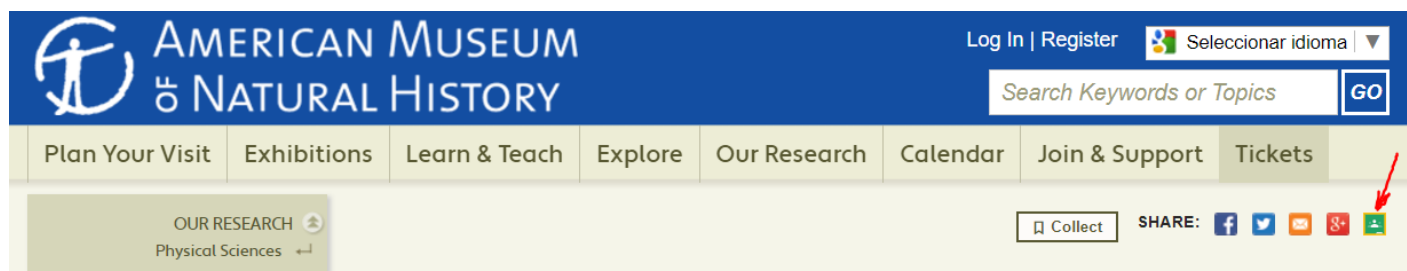 AMERICAN MUSEUM
OF NATURAL HISTORY
Log In | Register
Seleccionar idioma ▼
Search Keywords or Topics
GO
Plan Your Visit
Exhibitions
Learn & Teach
Explore
Our Research
Calendar
Join & Support
Tickets
OUR RESEARCH
Physical Sciences
Collect
SHARE: